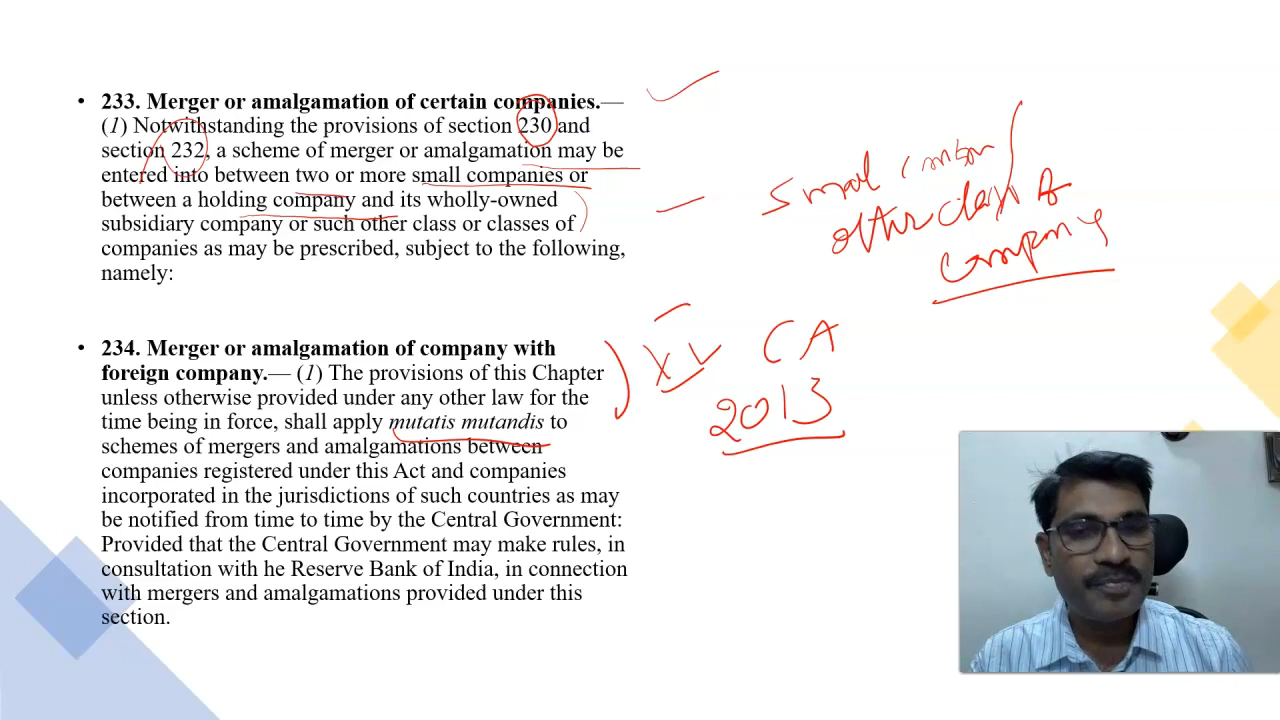 • 233. Merger or amalgamation of certain companies.—
(1) Notwithstanding the provisions of section 230 and
section 232, a scheme of merger or amalgamation may be
entered into between two or more small companies or
between a holding company and its wholly-owned
subsidiary company or such other class or classes of
companies as may be prescribed, subject to the following,
namely:
small
other class of
company
• 234. Merger or amalgamation of company with
foreign company.— (1) The provisions of this Chapter
unless otherwise provided under any other law for the
time being in force, shall apply mutatis mutandis to
schemes of mergers and amalgamations between
companies registered under this Act and companies
incorporated in the jurisdictions of such countries as may
be notified from time to time by the Central Government:
Provided that the Central Government may make rules, in
consultation with he Reserve Bank of India, in connection
with mergers and amalgamations provided under this
section.
XV CA
2013